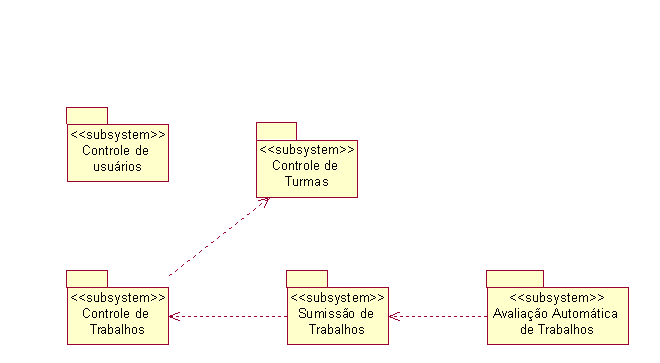 <<subsystem>>
Controle de
usuários
<<subsystem>>
Controle de
Turmas
<<subsystem>>
Controle de
Trabalhos
<<subsystem>>
Sumissão de
Trabalhos
<<subsystem>>
Avaliação Automática
de Trabalhos